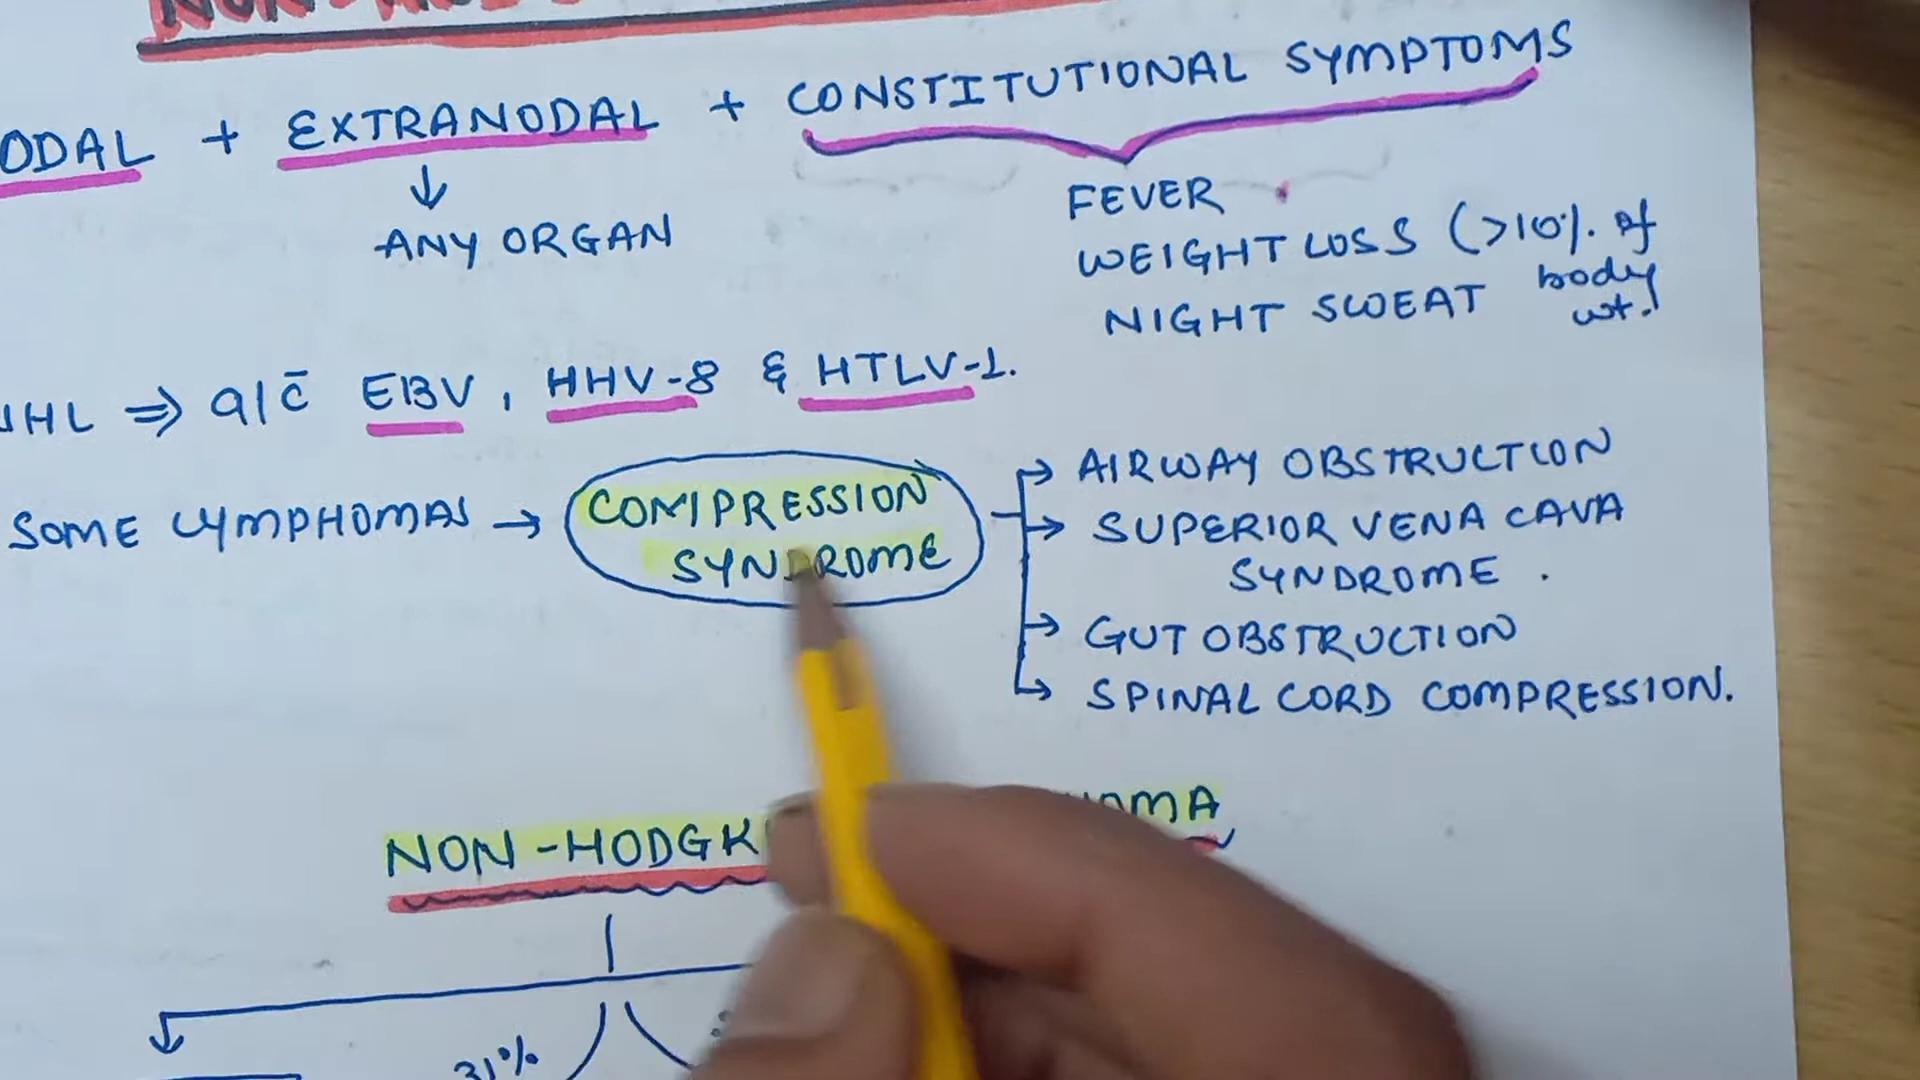 ODAL + EXTRANODAL + CONSTITUTIONAL SYMPTOMS
↓
ANY ORGAN
FEVER
WEIGHT LOSS (>10% of body wt.)
NIGHT SWEAT
NHL ⇒ a/c̄ EBV, HHV-8 & HTLV-1.
SOME LYMPHOMAS → COMPRESSION SYNDROME
→ AIRWAY OBSTRUCTION
→ SUPERIOR VENA CAVA
SYNDROME.
→ GUT OBSTRUCTION
→ SPINAL CORD COMPRESSION.
NON-HODGK OMA
31%